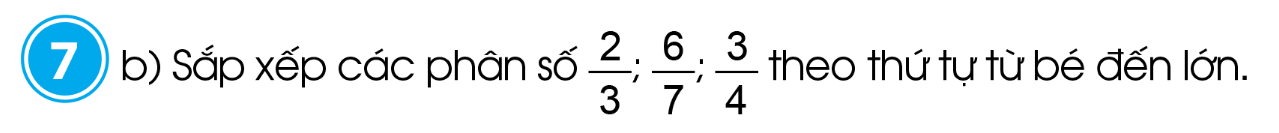 7 b) Sắp xếp các phân số 2/3; 6/7; 3/4 theo thứ tự từ bé đến lớn.